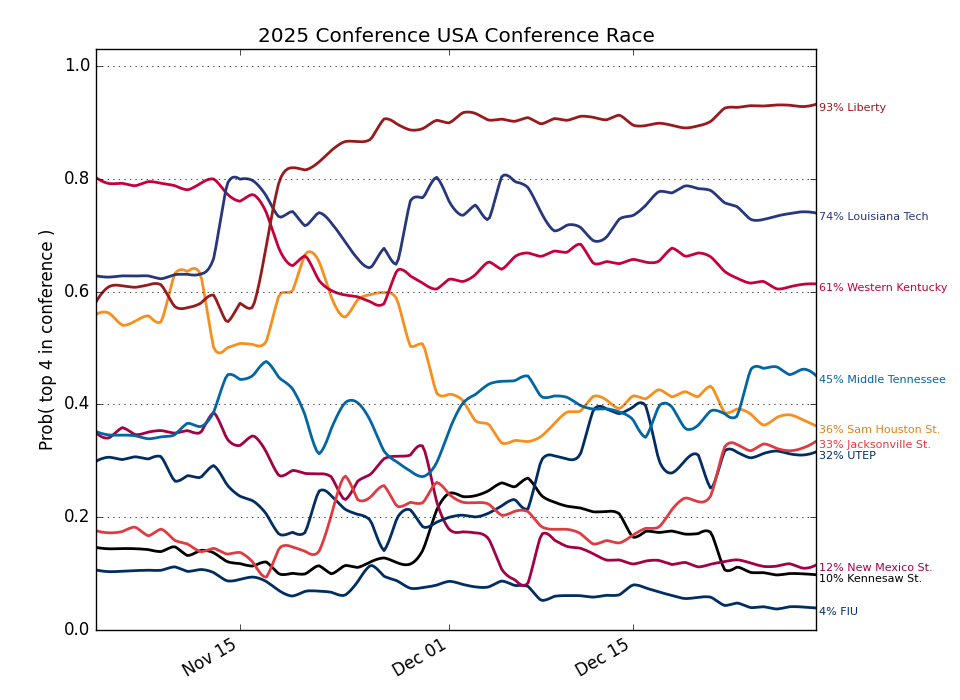 2025 Conference USA Conference Race
Prob( top 4 in conference )
1.0
0.8
0.6
0.4
0.2
0.0
Nov 15
Dec 01
Dec 15
93% Liberty
74% Louisiana Tech
61% Western Kentucky
45% Middle Tennessee
36% Sam Houston St.
33% Jacksonville St.
32% UTEP
12% New Mexico St.
10% Kennesaw St.
4% FIU